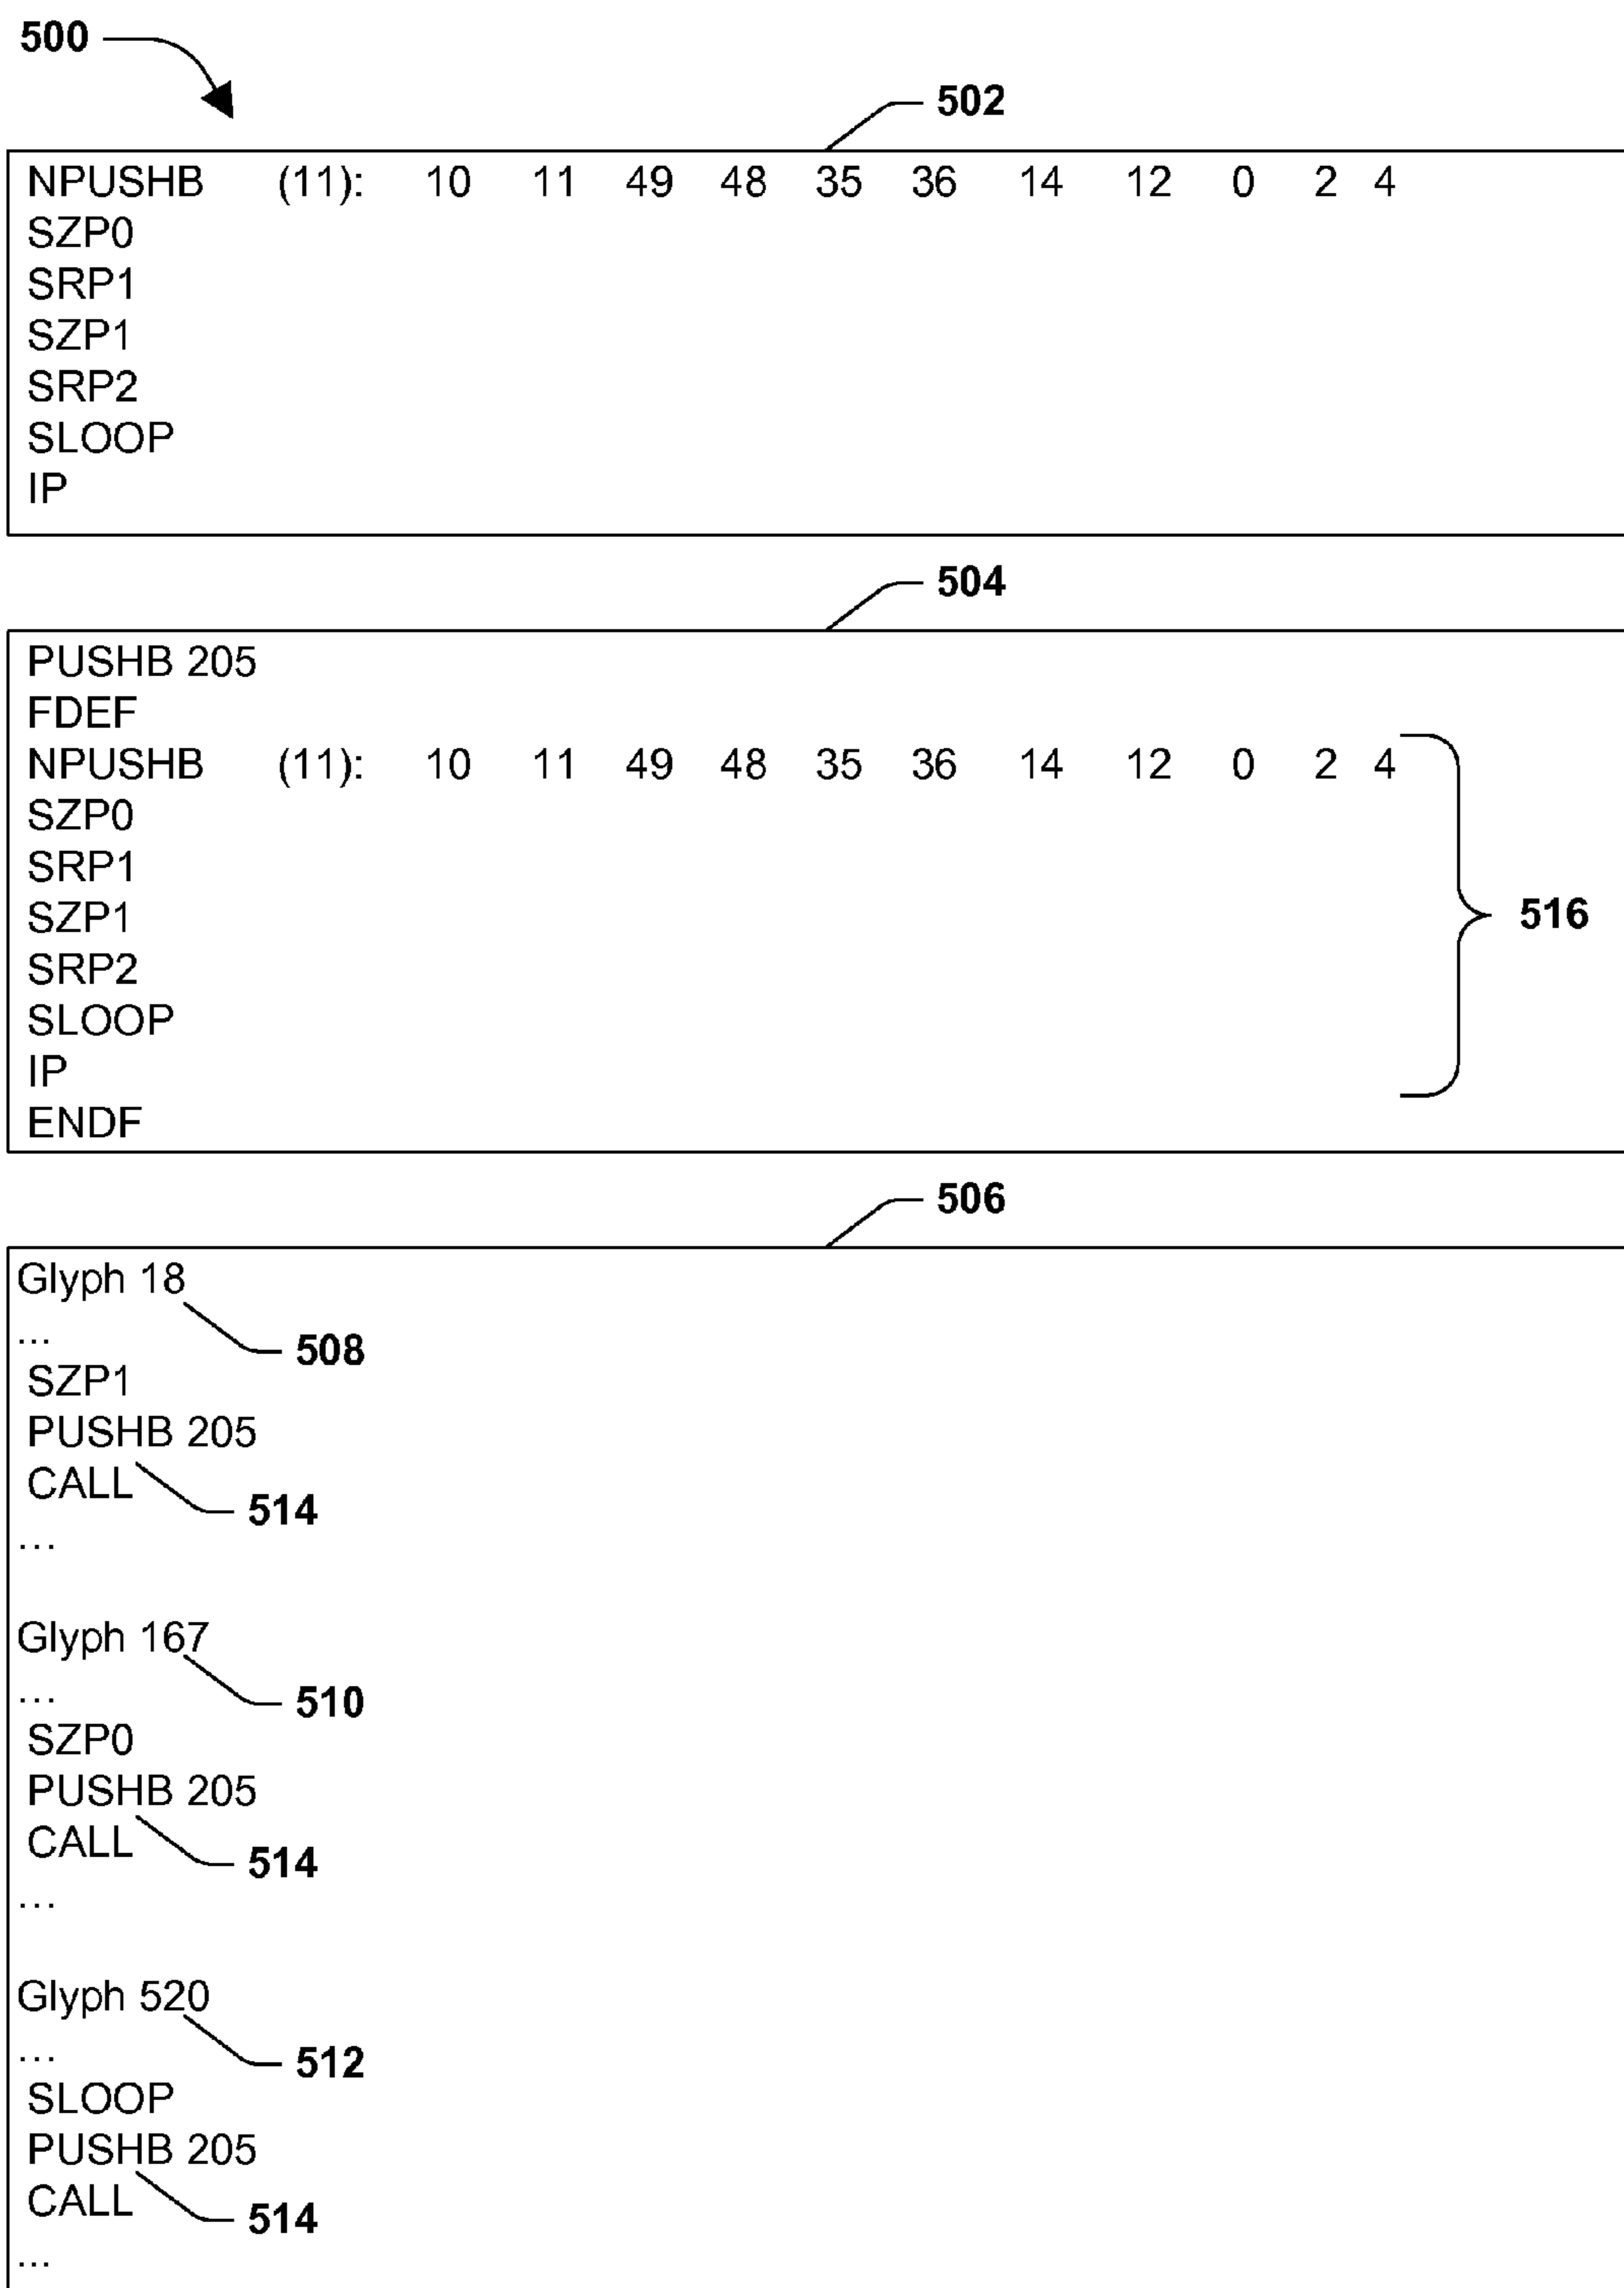 500
502
NPUSHB (11): 10 11 49 48 35 36 14 12 0 2 4
SZP0
SRP1
SZP1
SRP2
SLOOP
IP
504
PUSHB 205
FDEF
NPUSHB (11): 10 11 49 48 35 36 14 12 0 2 4
SZP0
SRP1
SZP1
516
SRP2
SLOOP
IP
ENDF
506
Glyph 18
...
508
SZP1
PUSHB 205
CALL
514
...
Glyph 167
...
510
SZP0
PUSHB 205
CALL
514
...
Glyph 520
...
512
SLOOP
PUSHB 205
CALL
514
...